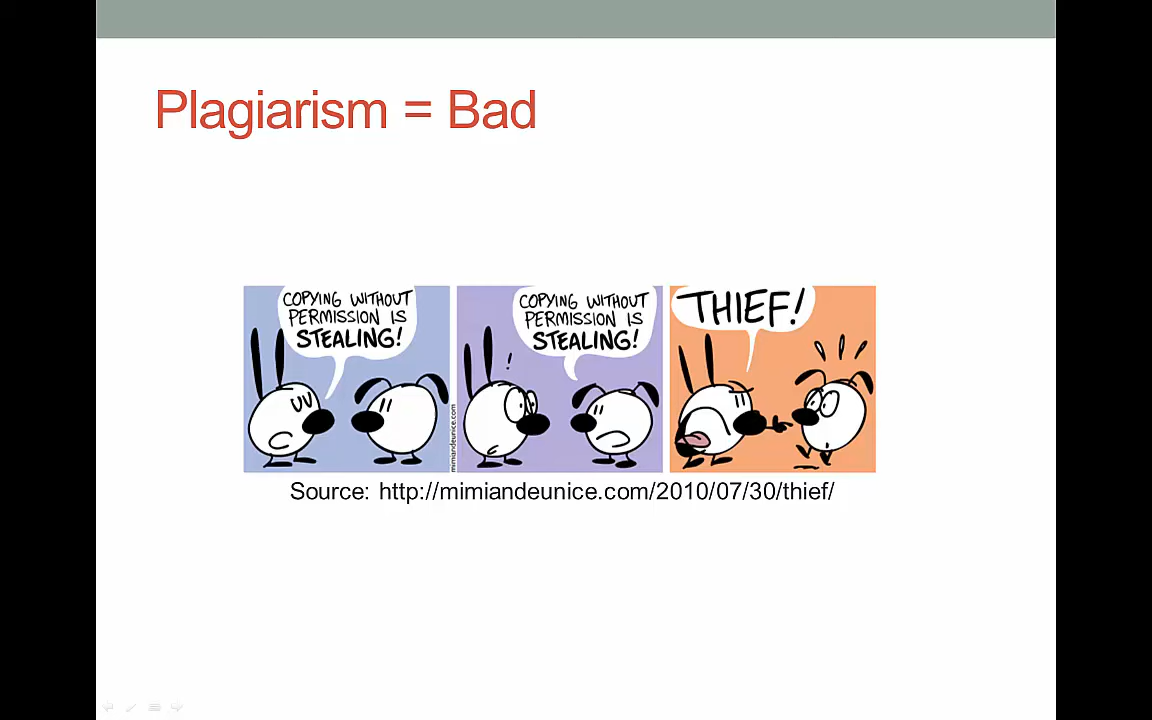 Plagiarism = Bad
COPYING WITHOUT
PERMISSION IS
STEALING!
mimiandeunice.com
COPYING WITHOUT
PERMISSION IS
STEALING!
!
THIEF!
Source: http://mimiandeunice.com/2010/07/30/thief/